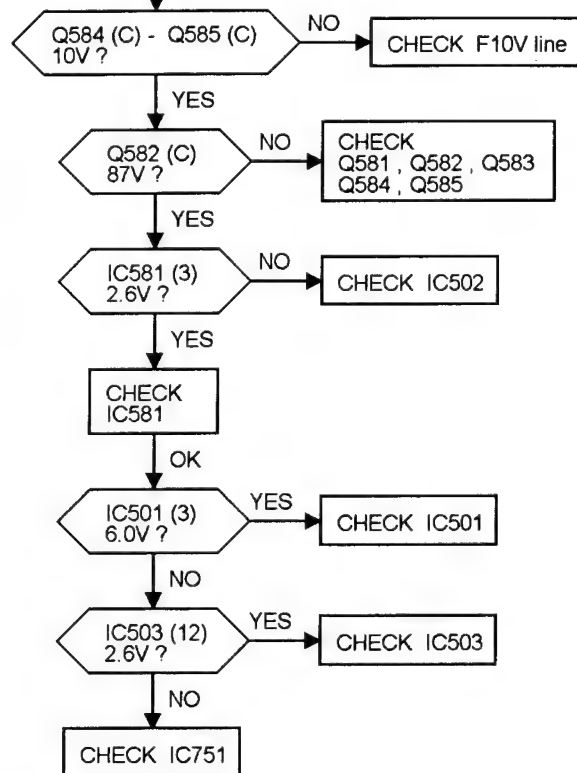 Q584 (C) - Q585 (C)
10V ?
NO
CHECK F10V line
YES
Q582 (C)
87V ?
NO
CHECK
Q581 , Q582 , Q583
Q584 , Q585
YES
IC581 (3)
2.6V ?
NO
CHECK IC502
YES
CHECK
IC581
OK
IC501 (3)
6.0V ?
YES
CHECK IC501
NO
IC503 (12)
2.6V ?
YES
CHECK IC503
NO
CHECK IC751